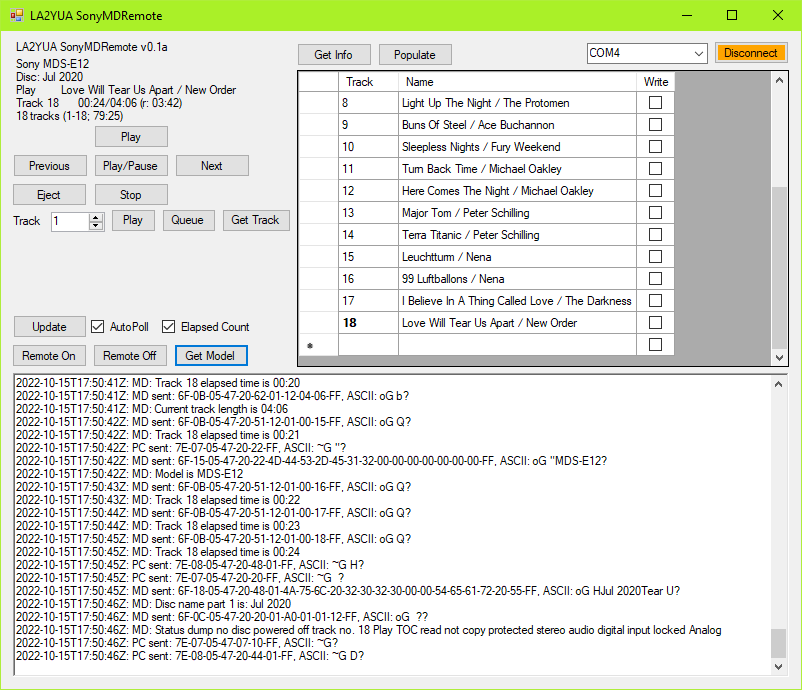 LA2YUA SonyMDRemote
LA2YUA SonyMDRemote v0.1a
Sony MDS-E12
Disc: Jul 2020
Play Love Will Tear Us Apart / New Order
Track 18 00:24/04:06 (r: 03:42)
18 tracks (1-18; 79:25)
Play
Previous Play/Pause Next
Eject Stop
Track 1 Play Queue Get Track
Update AutoPoll Elapsed Count
Remote On Remote Off Get Model
Get Info Populate COM4 Disconnect
Track Name Write
8 Light Up The Night / The Protomen
9 Buns Of Steel / Ace Buchannon
10 Sleepless Nights / Fury Weekend
11 Turn Back Time / Michael Oakley
12 Here Comes The Night / Michael Oakley
13 Major Tom / Peter Schilling
14 Terra Titanic / Peter Schilling
15 Leuchtturm / Nena
16 99 Luftballons / Nena
17 I Believe In A Thing Called Love / The Darkness
18 Love Will Tear Us Apart / New Order
2022-10-15T17:50:41Z: MD: Track 18 elapsed time is 00:20
2022-10-15T17:50:41Z: MD sent: 6F-0B-05-47-20-62-01-12-04-06-FF, ASCII: oG b?
2022-10-15T17:50:41Z: MD: Current track length is 04:06
2022-10-15T17:50:42Z: MD sent: 6F-0B-05-47-20-51-12-01-00-15-FF, ASCII: oG Q?
2022-10-15T17:50:42Z: MD: Track 18 elapsed time is 00:21
2022-10-15T17:50:42Z: PC sent: 7E-07-05-47-20-22-FF, ASCII: ~G "?
2022-10-15T17:50:42Z: MD sent: 6F-15-05-47-20-22-4D-44-53-2D-45-31-32-00-00-00-00-00-00-00-FF, ASCII: oG "MDS-E12?
2022-10-15T17:50:42Z: MD: Model is MDS-E12
2022-10-15T17:50:43Z: MD sent: 6F-0B-05-47-20-51-12-01-00-16-FF, ASCII: oG Q?
2022-10-15T17:50:43Z: MD: Track 18 elapsed time is 00:22
2022-10-15T17:50:44Z: MD sent: 6F-0B-05-47-20-51-12-01-00-17-FF, ASCII: oG Q?
2022-10-15T17:50:44Z: MD: Track 18 elapsed time is 00:23
2022-10-15T17:50:45Z: MD sent: 6F-0B-05-47-20-51-12-01-00-18-FF, ASCII: oG Q?
2022-10-15T17:50:45Z: MD: Track 18 elapsed time is 00:24
2022-10-15T17:50:45Z: PC sent: 7E-08-05-47-20-48-01-FF, ASCII: ~G H?
2022-10-15T17:50:45Z: PC sent: 7E-07-05-47-20-20-FF, ASCII: ~G ?
2022-10-15T17:50:45Z: MD sent: 6F-18-05-47-20-48-01-4A-75-6C-20-32-30-32-30-00-00-54-65-61-72-20-55-FF, ASCII: oG HJul 2020Tear U?
2022-10-15T17:50:46Z: MD: Disc name part 1 is: Jul 2020
2022-10-15T17:50:46Z: MD sent: 6F-0C-05-47-20-20-01-A0-01-01-12-FF, ASCII: oG ??
2022-10-15T17:50:46Z: MD: Status dump no disc powered off track no. 18 Play TOC read not copy protected stereo audio digital input locked Analog
2022-10-15T17:50:46Z: PC sent: 7E-07-05-47-07-10-FF, ASCII: ~G?
2022-10-15T17:50:46Z: PC sent: 7E-08-05-47-20-44-01-FF, ASCII: ~G D?